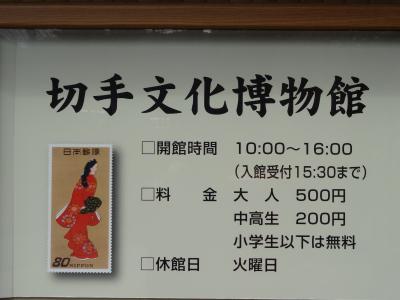 切手文化博物館
□開館時間 10:00～16:00
(入館受付15:30まで)
□料 金 大 人 500円
中高生 200円
小学生以下は無料
□休館日 火曜日
日本郵便
80 NIPPON